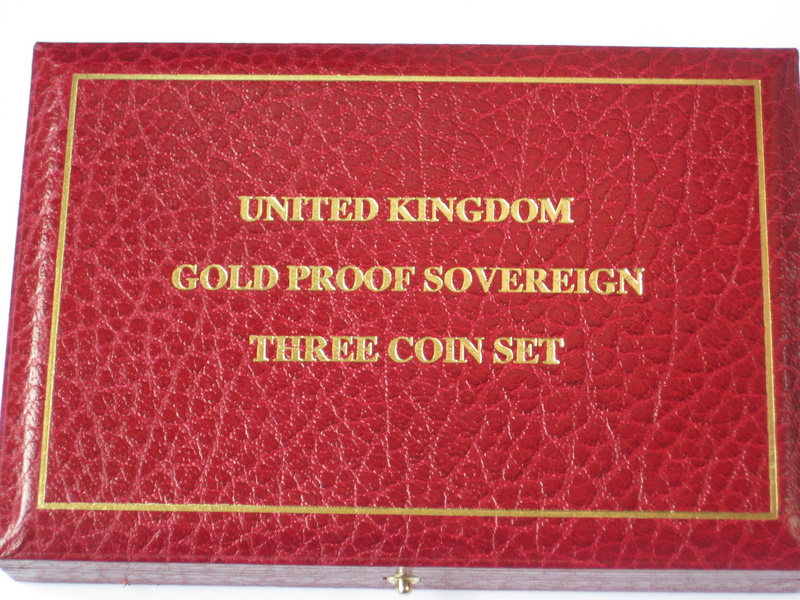 UNITED KINGDOM
GOLD PROOF SOVEREIGN
THREE COIN SET